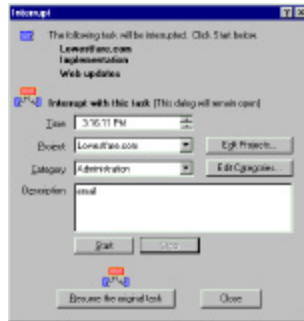 Interrupt
The following task will be interrupted. Click Start below.
Lowestfare.com
Implementation
Web updates
Interrupt with this task (This dialog will remain open)
Time 3:16:11 PM
Project Lowestfare.com Edit Projects...
Category Administration Edit Categories...
Description email
Start Stop
Resume the original task Close